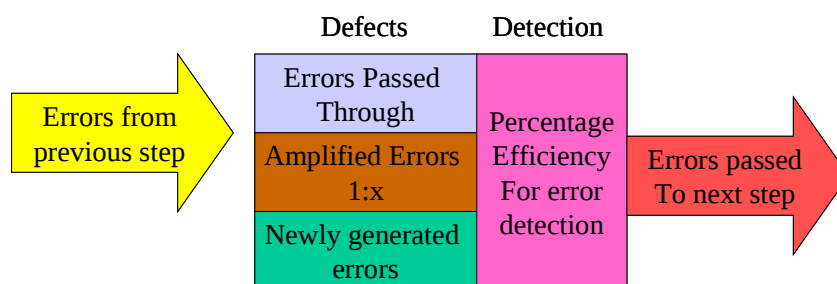 Defects
Detection
Errors from
previous step
Errors Passed
Through
Amplified Errors
1:x
Newly generated
errors
Percentage
Efficiency
For error
detection
Errors passed
To next step